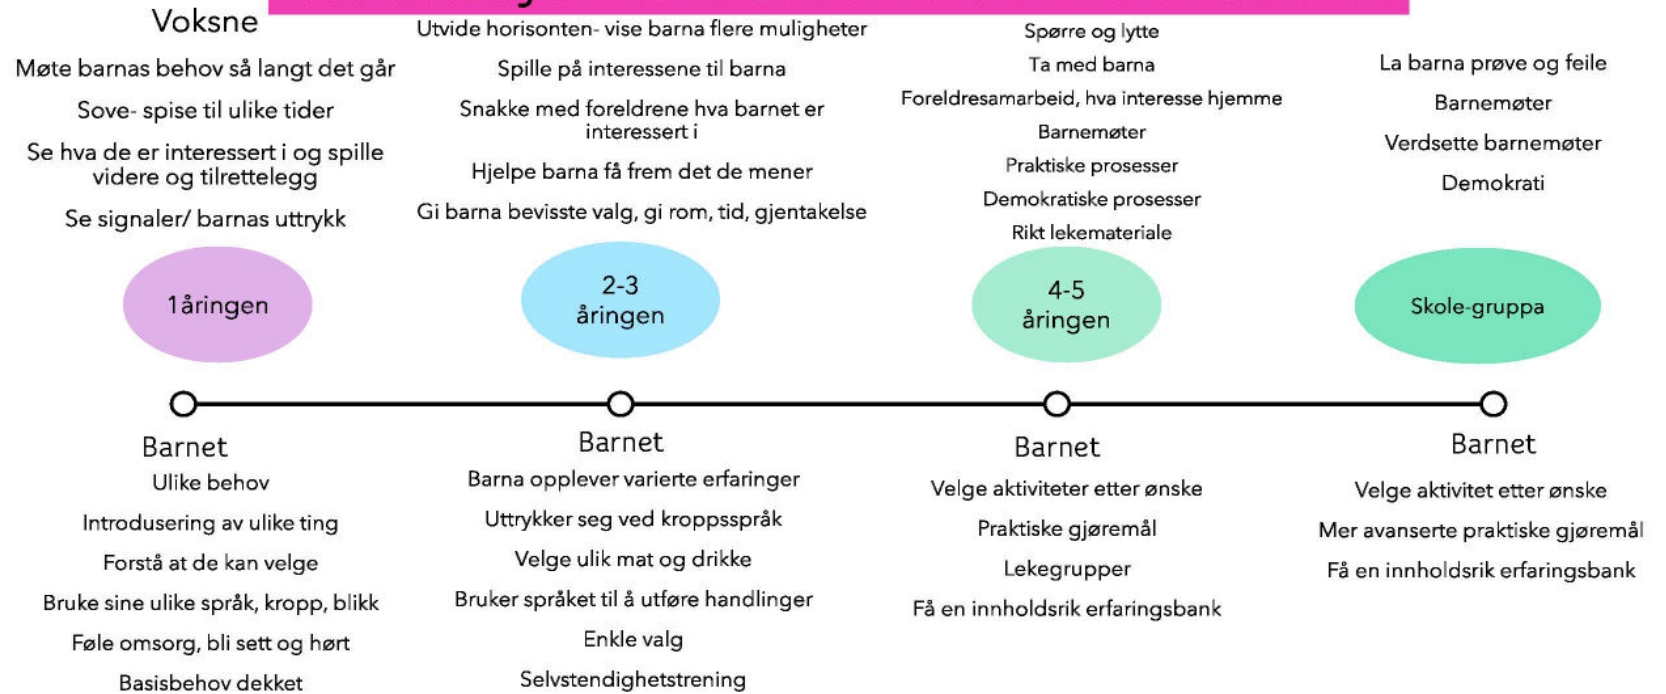 Voksne
Møte barnas behov så langt det går
Sove- spise til ulike tider
Se hva de er interessert i og spille
videre og tilrettelegg
Se signaler/ barnas uttrykk
1åringen
Utvide horisonten- vise barna flere muligheter
Spille på interessene til barna
Snakke med foreldrene hva barnet er
interessert i
Hjelpe barna få frem det de mener
Gi barna bevisste valg, gi rom, tid, gjentakelse
2-3
åringen
Spørre og lytte
Ta med barna
Foreldresamarbeid, hva interesse hjemme
Barnemøter
Praktiske prosesser
Demokratiske prosesser
Rikt lekemateriale
4-5
åringen
La barna prøve og feile
Barnemøter
Verdsette barnemøter
Demokrati
Skole-gruppa
Barnet
Ulike behov
Introdusering av ulike ting
Forstå at de kan velge
Bruke sine ulike språk, kropp, blikk
Føle omsorg, bli sett og hørt
Basisbehov dekket
Barnet
Barna opplever varierte erfaringer
Uttrykker seg ved kroppsspråk
Velge ulik mat og drikke
Bruker språket til å utføre handlinger
Enkle valg
Selvstendighetstrening
Barnet
Velge aktiviteter etter ønske
Praktiske gjøremål
Lekegrupper
Få en innholdsrik erfaringsbank
Barnet
Velge aktivitet etter ønske
Mer avanserte praktiske gjøremål
Få en innholdsrik erfaringsbank